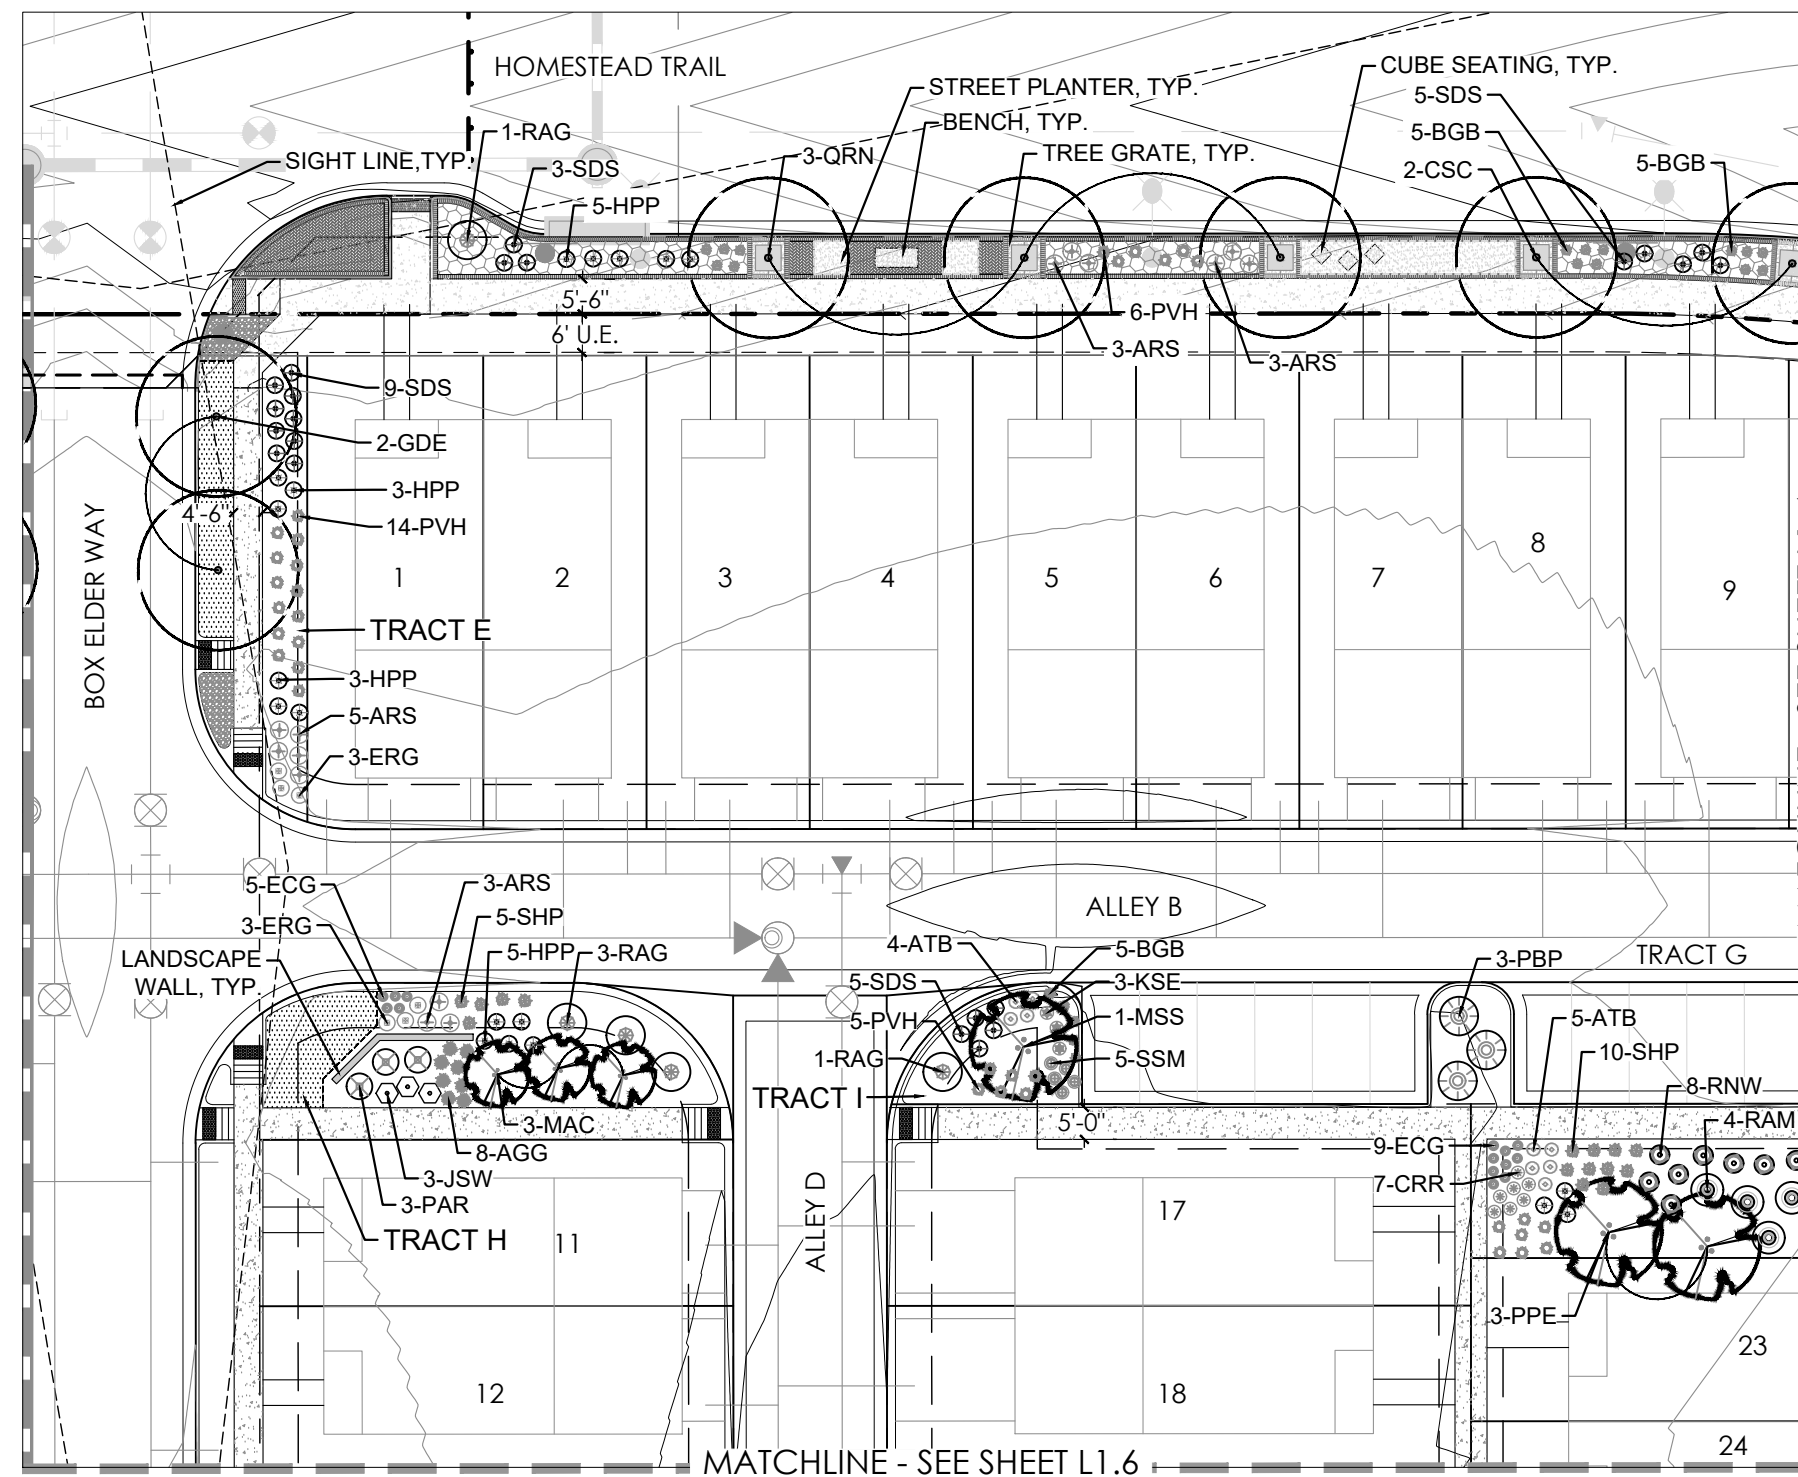 HOMESTEAD TRAIL
CUBE SEATING, TYP.
STREET PLANTER, TYP.
5-SDS
BENCH, TYP.
1-RAG
5-BGB
SIGHT LINE,TYP.
3-SDS
3-QRN
TREE GRATE, TYP.
2-CSC
5-BGB
5-HPP
5'-6"
6' U.E.
6-PVH
3-ARS
3-ARS
9-SDS
2-GDE
3-HPP
4'-6"
14-PVH
BOX ELDER WAY
1
2
3
4
5
6
7
8
9
TRACT E
3-HPP
5-ARS
3-ERG
5-ECG
3-ARS
ALLEY B
3-ERG
5-SHP
LANDSCAPE
WALL, TYP.
5-HPP
3-RAG
4-ATB
5-BGB
3-PBP
TRACT G
5-SDS
3-KSE
5-PVH
1-MSS
5-ATB
1-RAG
5-SSM
10-SHP
TRACT I
8-RNW
5'-0"
3-MAC
4-RAM
8-AGG
9-ECG
3-JSW
7-CRR
3-PAR
TRACT H
11
ALLEY D
17
3-PPE
23
12
18
24
MATCHLINE - SEE SHEET L1.6